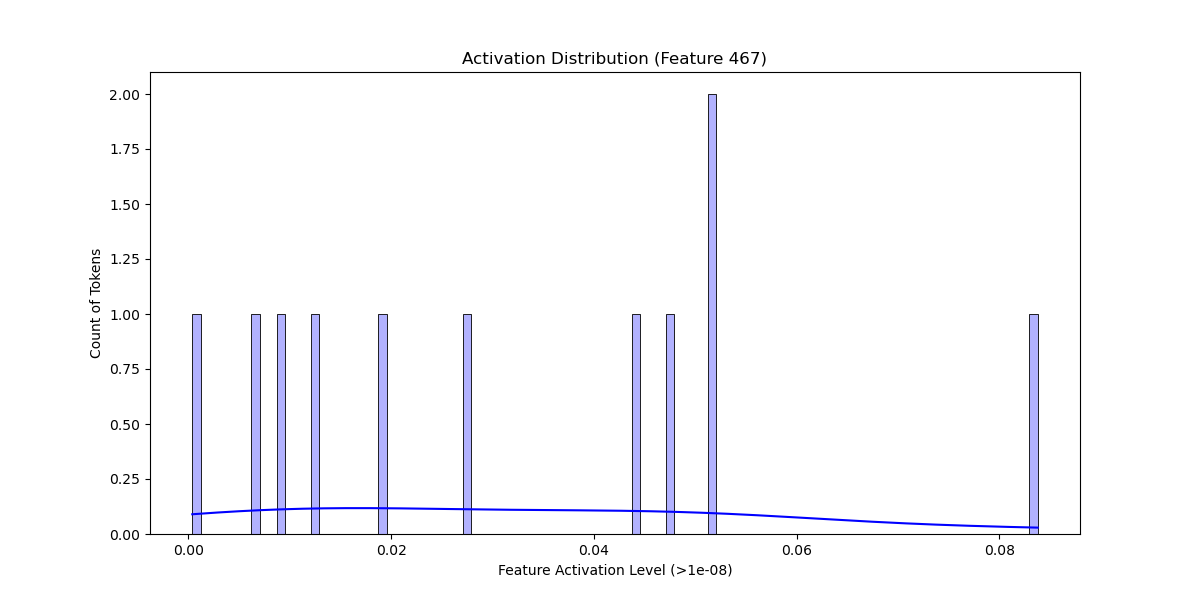 Activation Distribution (Feature 467)
2.00
1.75
1.50
1.25
1.00
0.75
0.50
0.25
0.00
Count of Tokens
0.00 0.02 0.04 0.06 0.08
Feature Activation Level (>1e-08)